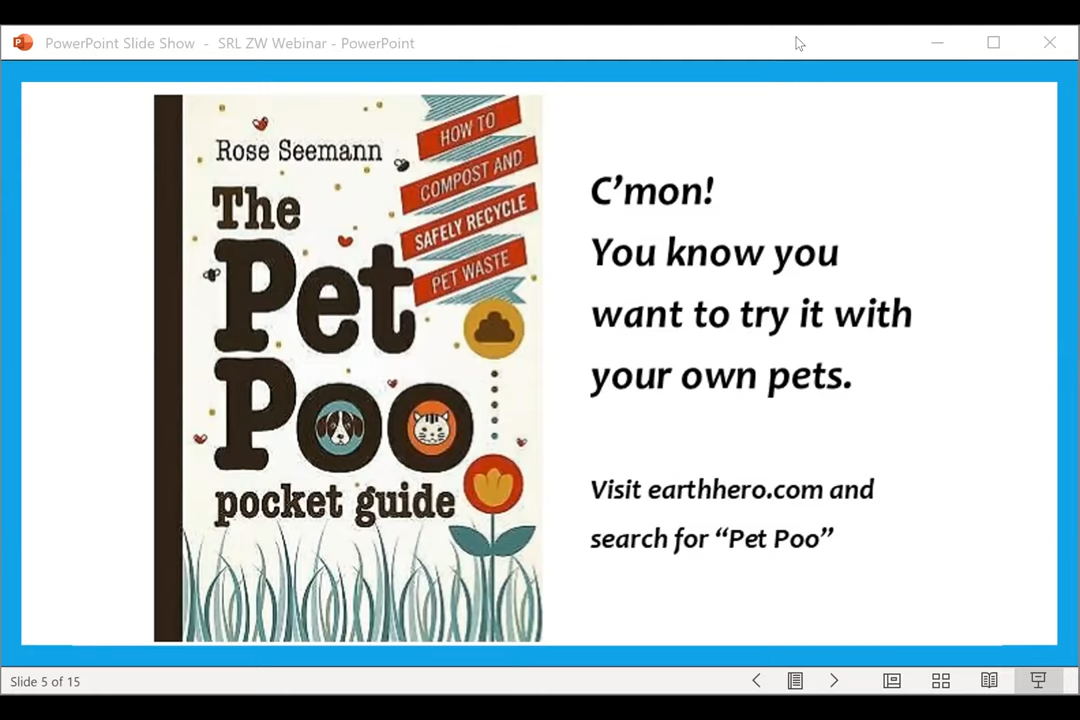 PowerPoint Slide Show - SRL ZW Webinar - PowerPoint
Rose Seemann
HOW TO
COMPOST AND
SAFELY RECYCLE
PET WASTE
The
Pet
Poo
pocket guide
C’mon!
You know you
want to try it with
your own pets.
Visit earthhero.com and
search for “Pet Poo”
Slide 5 of 15